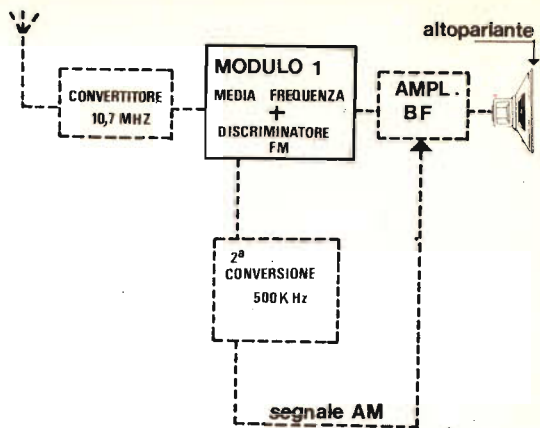 altoparlante
CONVERTITORE
10,7 MHZ
MODULO 1
MEDIA FREQUENZA
+
DISCRIMINATORE
FM
AMPL.
BF
2ª
CONVERSIONE
500K Hz
segnale AM